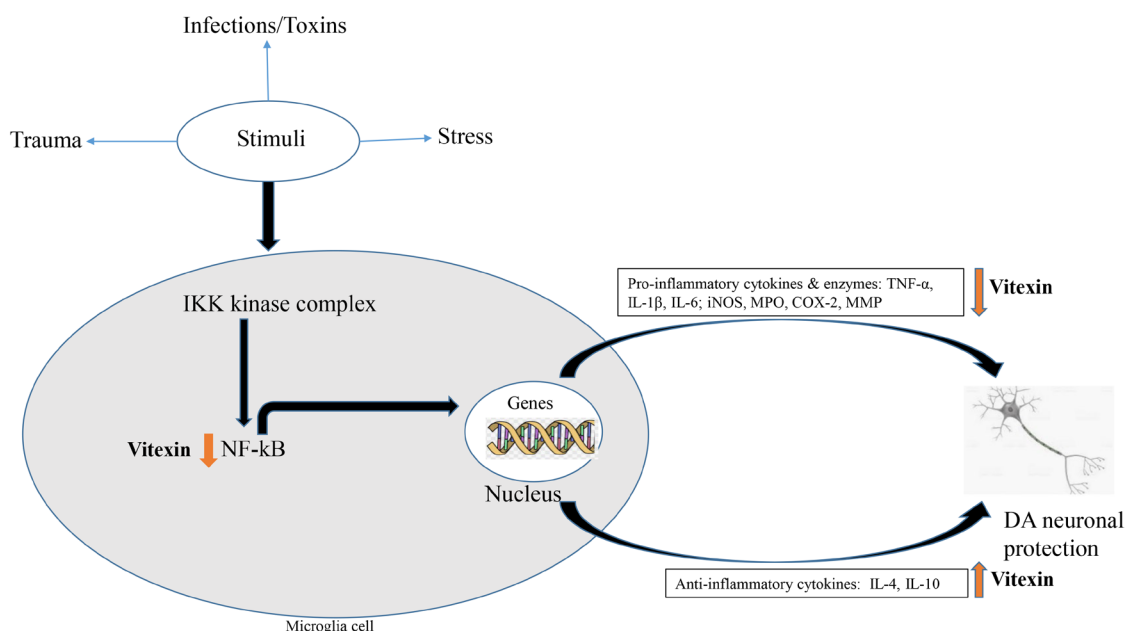 Infections/Toxins
Trauma
Stimuli
Stress
IKK kinase complex
Pro-inflammatory cytokines & enzymes: TNF-α,
IL-1β, IL-6; iNOS, MPO, COX-2, MMP
Vitexin
Genes
Vitexin
NF-kB
Nucleus
DA neuronal
protection
Anti-inflammatory cytokines: IL-4, IL-10
Vitexin
Microglia cell